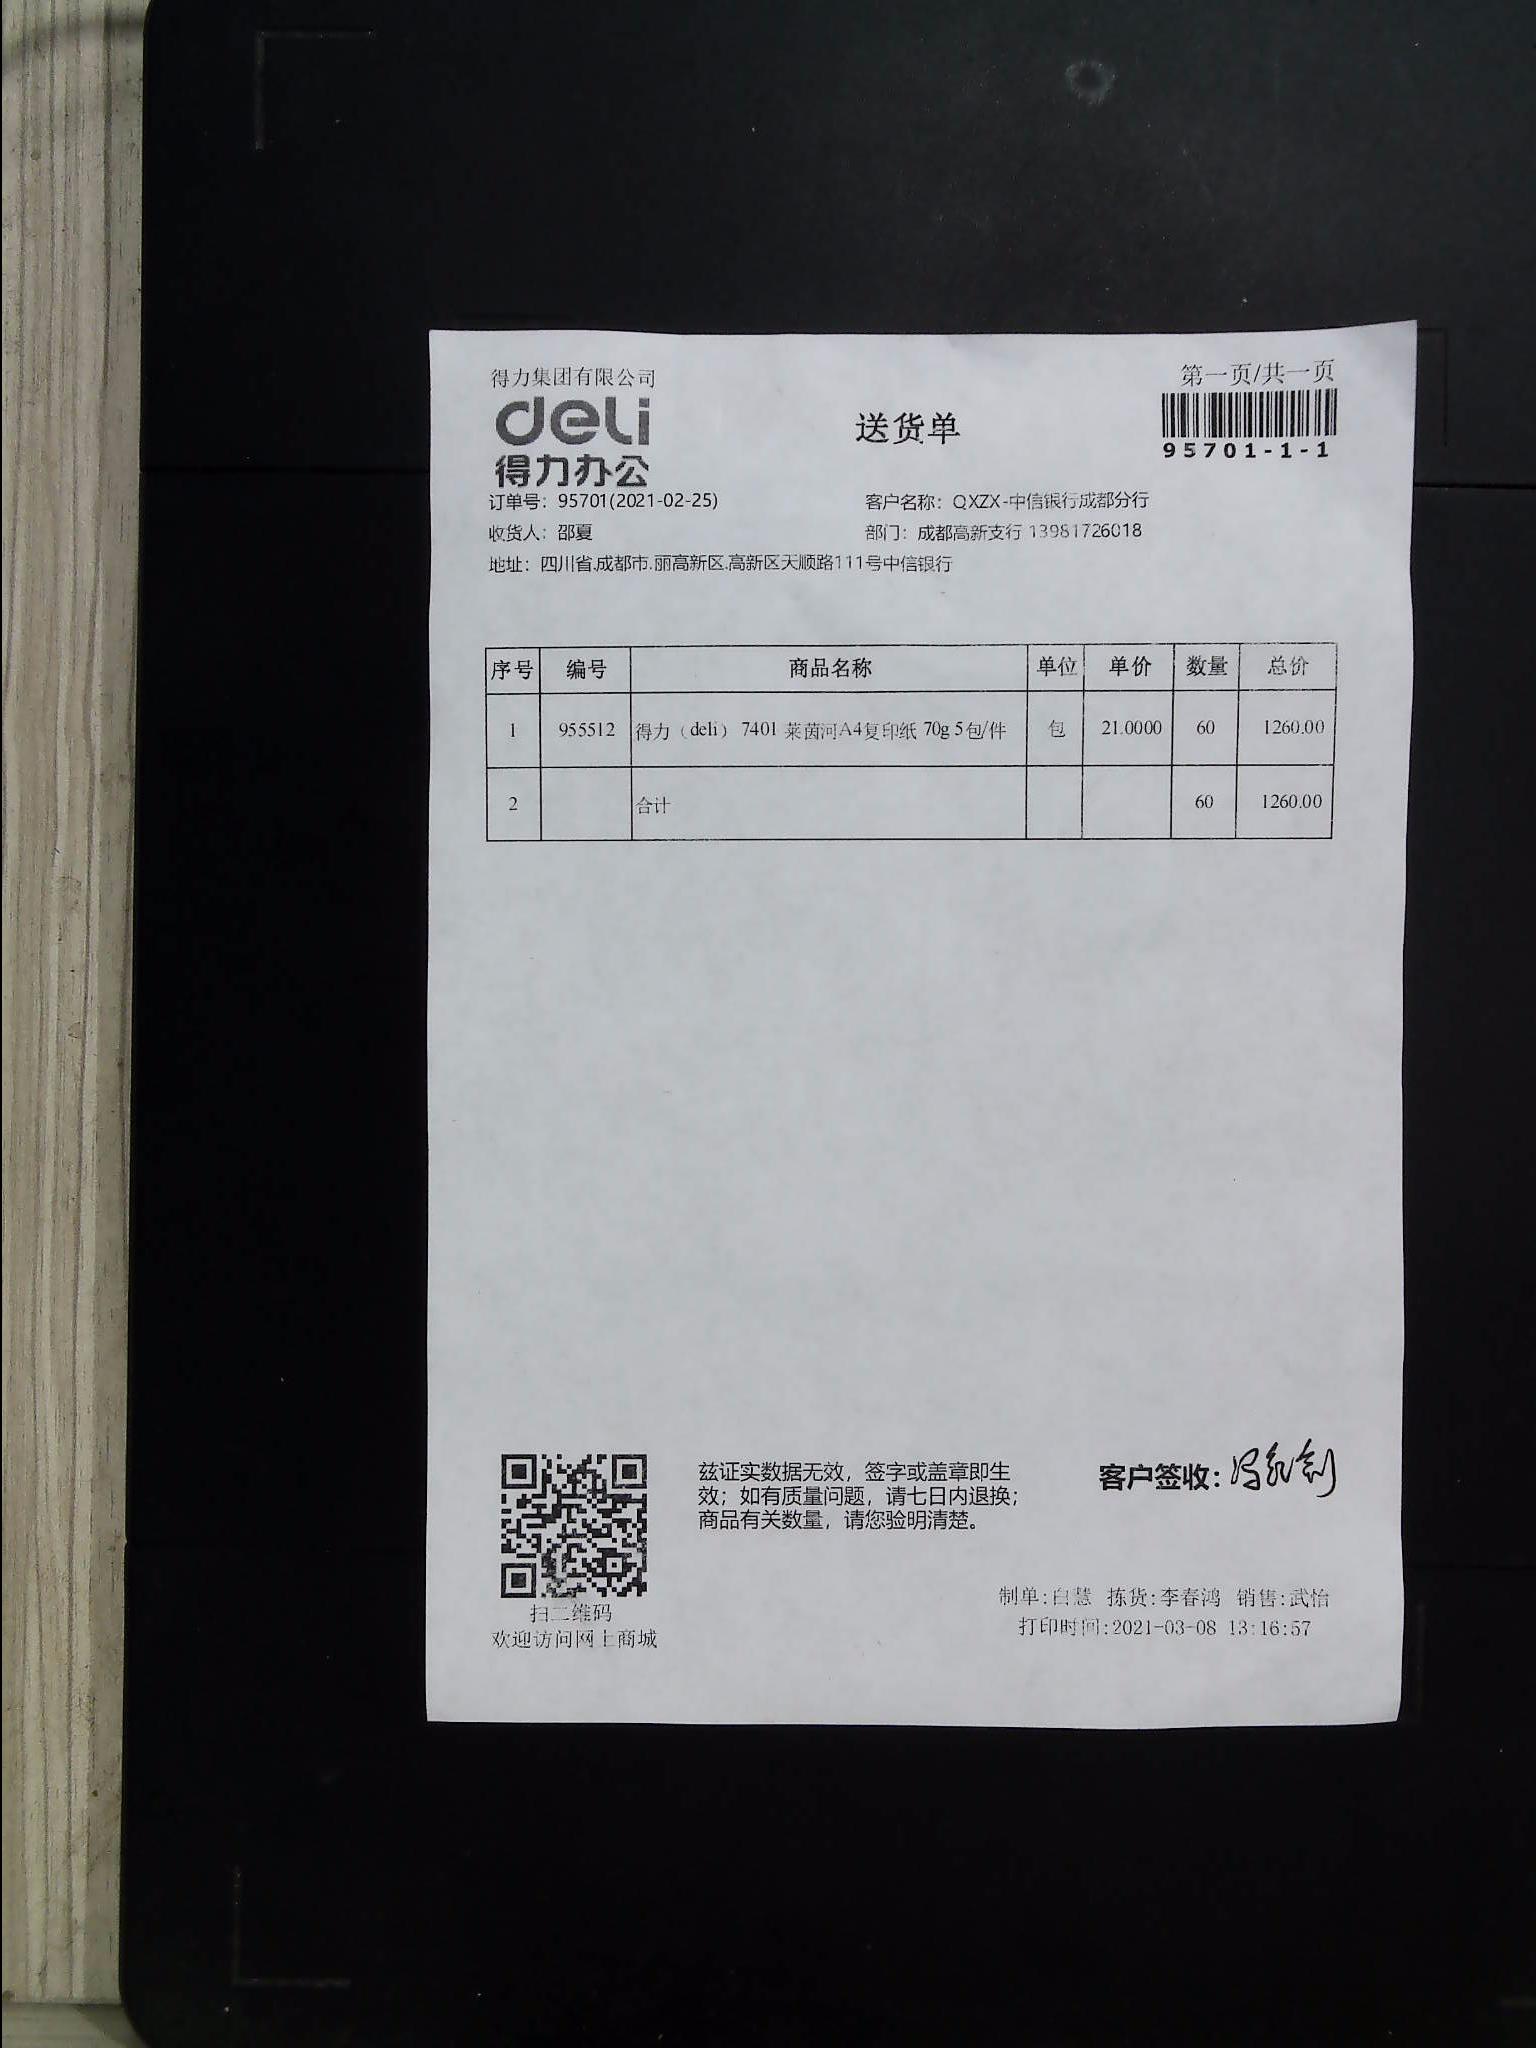 得力集团有限公司
第一页/共一页
deli
得力办公
送货单
95701-1-1
订单号：95701(2021-02-25)
客户名称：QXZX-中信银行成都分行
收货人：邵夏
部门：成都高新支行 13981726018
地址：四川省.成都市.丽高新区.高新区天顺路111号中信银行
序号 编号 商品名称 单位 单价 数量 总价
1 955512 得力（deli） 7401 莱茵河A4复印纸 70g 5包/件 包 21.0000 60 1260.00
2 合计 60 1260.00
兹证实数据无效，签字或盖章即生
效；如有质量问题，请七日内退换；
商品有关数量，请您验明清楚。
客户签收：
扫二维码
欢迎访问网上商城
制单:白慧 拣货:李春鸿 销售:武怡
打印时间:2021-03-08 13:16:57